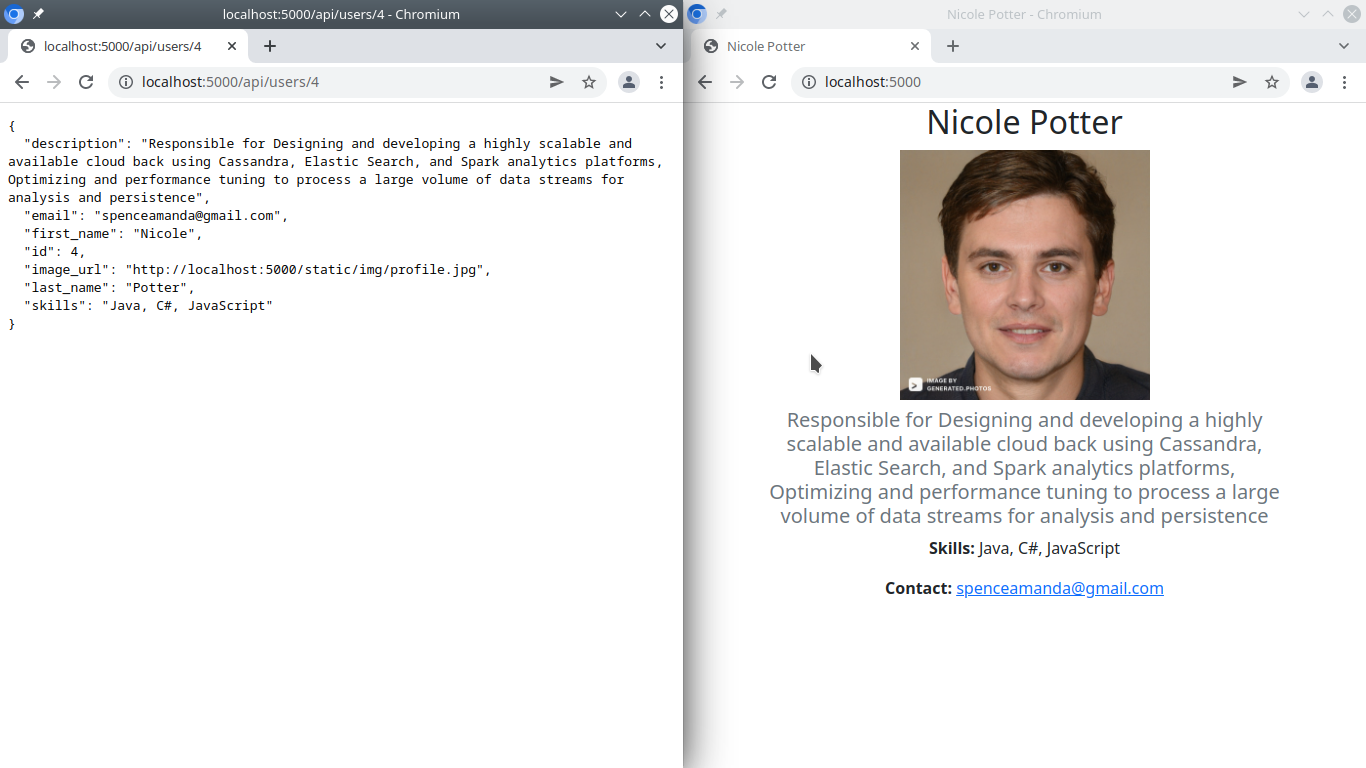 localhost:5000/api/users/4 - Chromium
localhost:5000/api/users/4
localhost:5000/api/users/4
{
"description": "Responsible for Designing and developing a highly scalable and
available cloud back using Cassandra, Elastic Search, and Spark analytics platforms,
Optimizing and performance tuning to process a large volume of data streams for
analysis and persistence",
"email": "spenceamanda@gmail.com",
"first_name": "Nicole",
"id": 4,
"image_url": "http://localhost:5000/static/img/profile.jpg",
"last_name": "Potter",
"skills": "Java, C#, JavaScript"
}
Nicole Potter - Chromium
Nicole Potter
localhost:5000
Nicole Potter
IMAGE BY
GENERATED.PHOTOS
Responsible for Designing and developing a highly
scalable and available cloud back using Cassandra,
Elastic Search, and Spark analytics platforms,
Optimizing and performance tuning to process a large
volume of data streams for analysis and persistence
Skills: Java, C#, JavaScript
Contact: spenceamanda@gmail.com